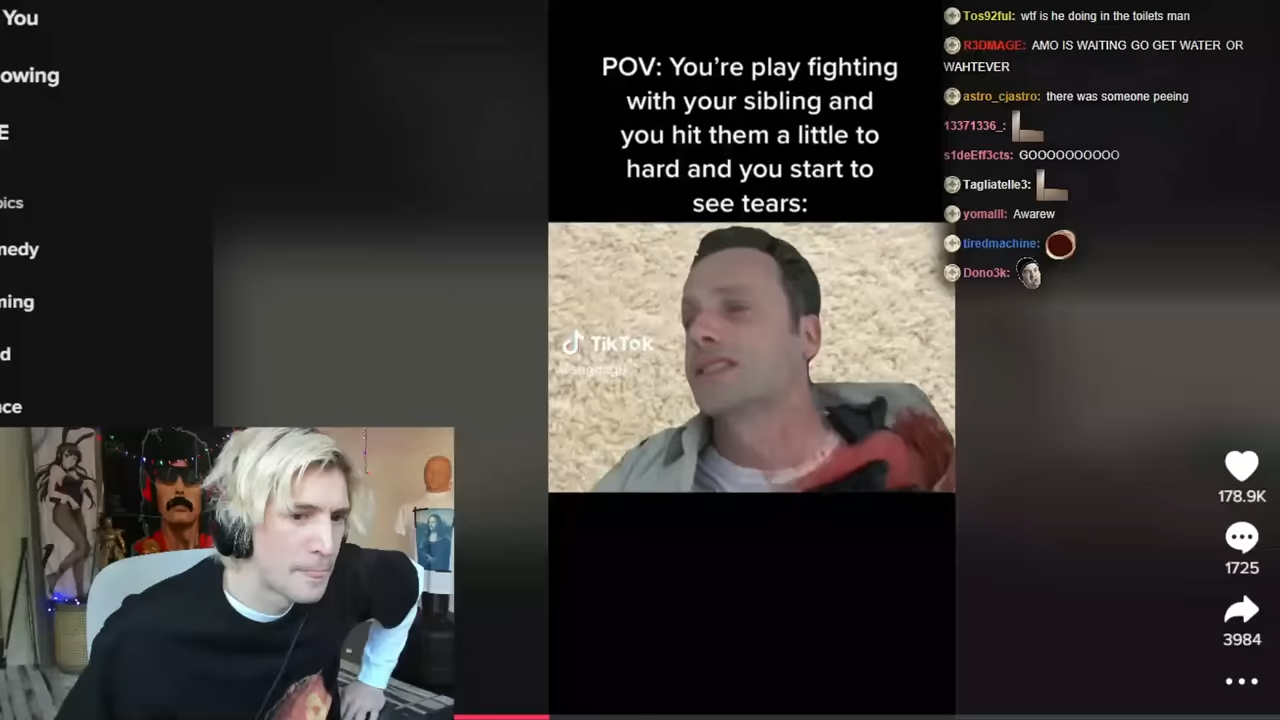 You
owing
E
pics
medy
ming
d
nce
POV: You’re play fighting
with your sibling and
you hit them a little to
hard and you start to
see tears:
TikTok
Tos92ful: wtf is he doing in the toilets man
R3DMAGE: AMO IS WAITING GO GET WATER OR
WAHTEVER
astro_cjastro: there was someone peeing
13371336_:
s1deEff3cts: GOOOOOOOOOO
Tagliatelle3:
yomalll: Awarew
tiredmachine:
Dono3k:
178.9K
1725
3984